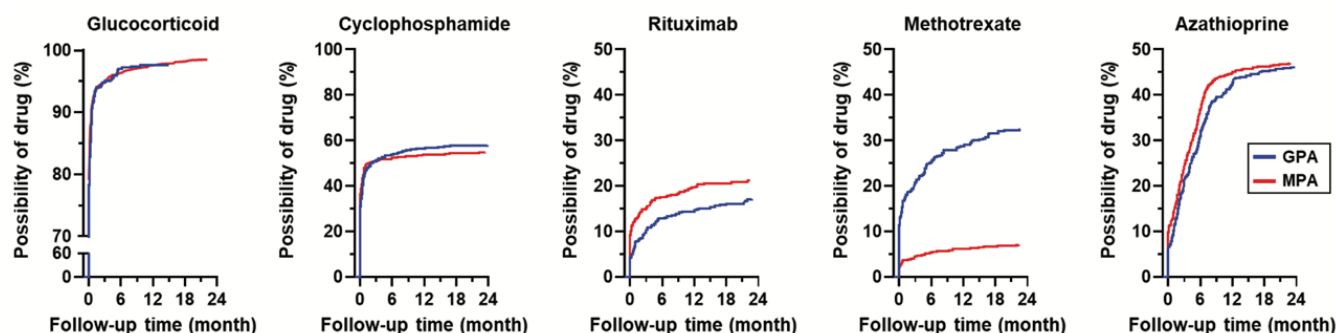 Glucocorticoid
Possibility of drug (%)
100
90
80
70
60
0
0 6 12 18 24
Follow-up time (month)
Cyclophosphamide
Possibility of drug (%)
100
80
60
40
20
0
0 6 12 18 24
Follow-up time (month)
Rituximab
Possibility of drug (%)
50
40
30
20
10
0
0 6 12 18 24
Follow-up time (month)
Methotrexate
Possibility of drug (%)
50
40
30
20
10
0
0 6 12 18 24
Follow-up time (month)
Azathioprine
Possibility of drug (%)
50
40
30
20
10
0
0 6 12 18 24
Follow-up time (month)
GPA
MPA